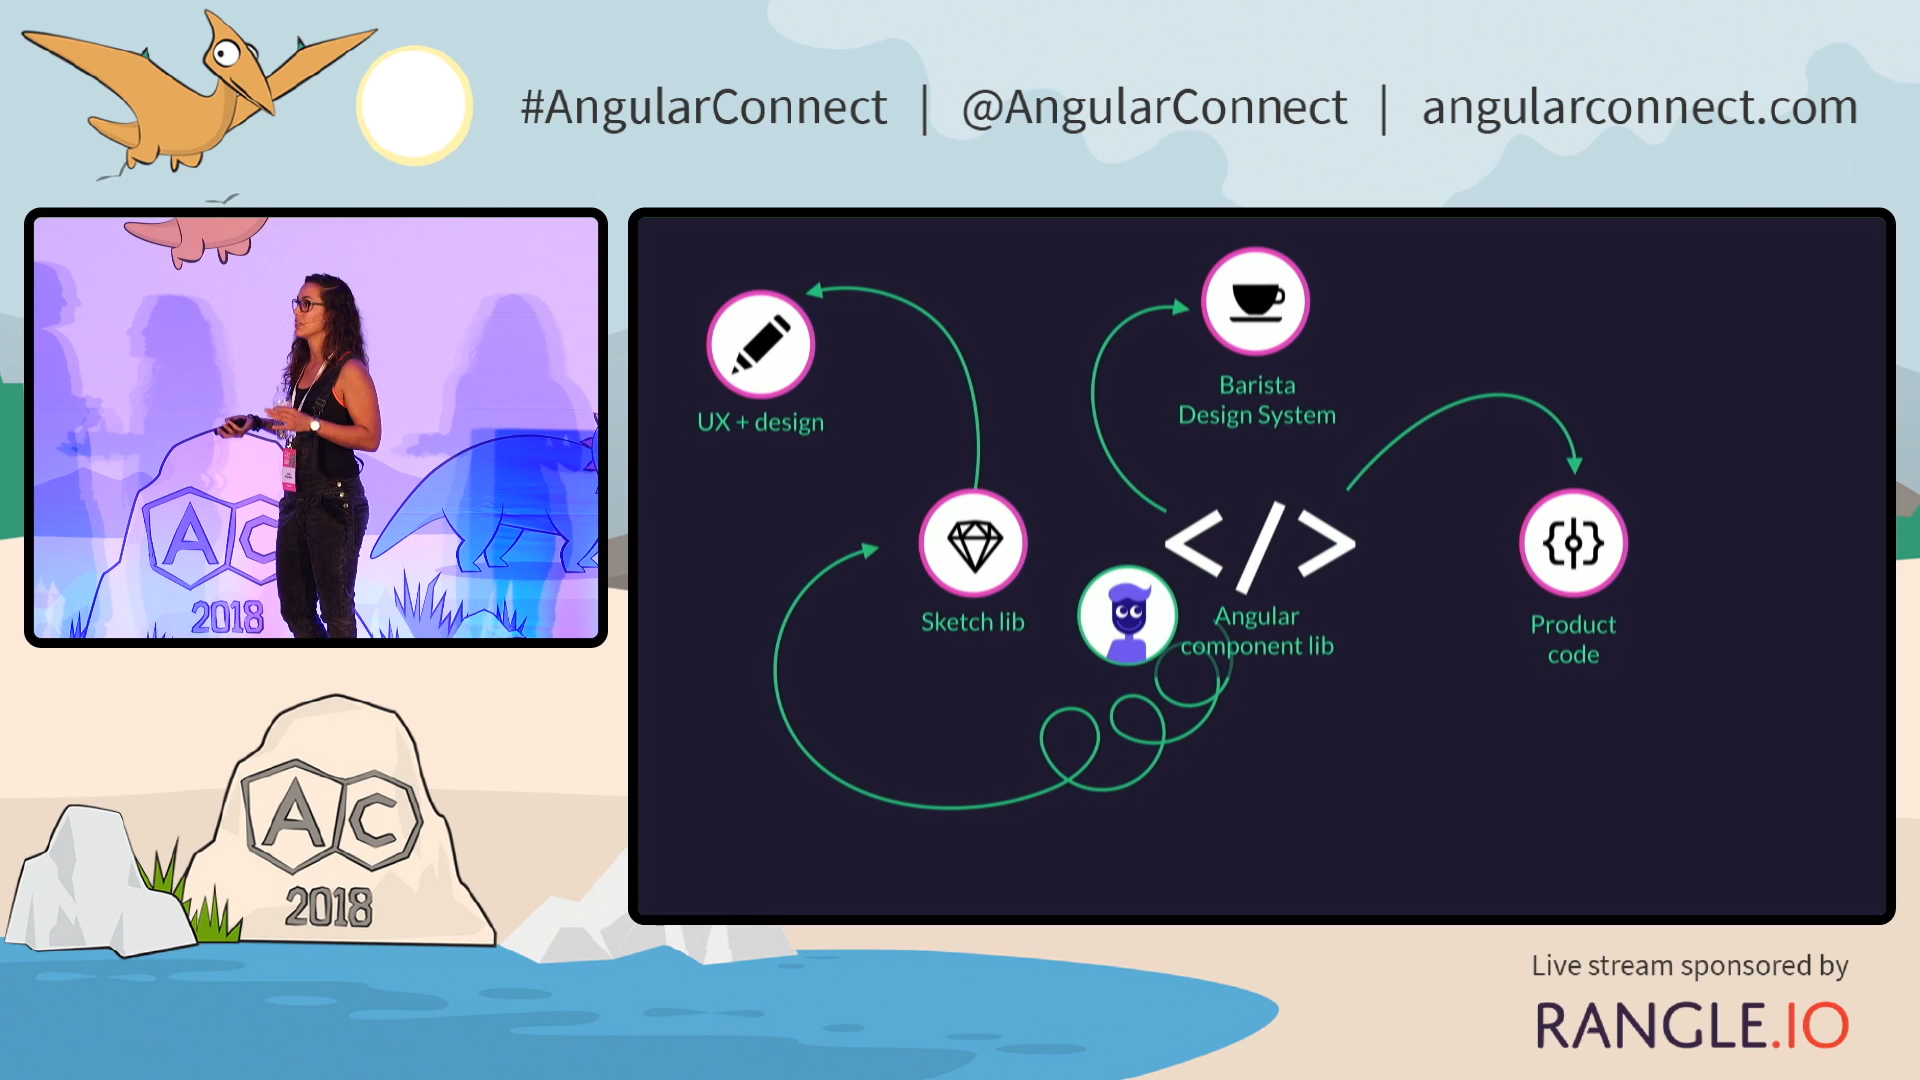 #AngularConnect | @AngularConnect | angularconnect.com
AC
2018
UX + design
Barista
Design System
Sketch lib
</>
Angular
component lib
{}
Product
code
AC
2018
Live stream sponsored by
RANGLE.IO